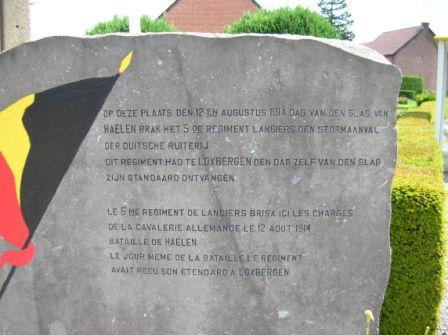 OP DEZE PLAATS DEN 12 EN AUGUSTUS 1914 DAG VAN DEN SLAG VAN
HAELEN BRAK HET 5 DE REGIMENT LANSIERS DEN STORMAANVAL
DER DUITSCHE RUITERIJ
DIT REGIMENT HAD TE LOXBERGEN DEN DAG ZELF VAN DEN SLAG
ZIJN STANDAARD ONTVANGEN
LE 5 ME REGIMENT DE LANCIERS BRISA ICI LES CHARGES
DE LA CAVALERIE ALLEMANDE LE 12 AOUT 1914
BATAILLE DE HAELEN
LE JOUR MEME DE LA BATAILLE LE REGIMENT
AVAIT RECU SON ETENDARD A LOXBERGEN